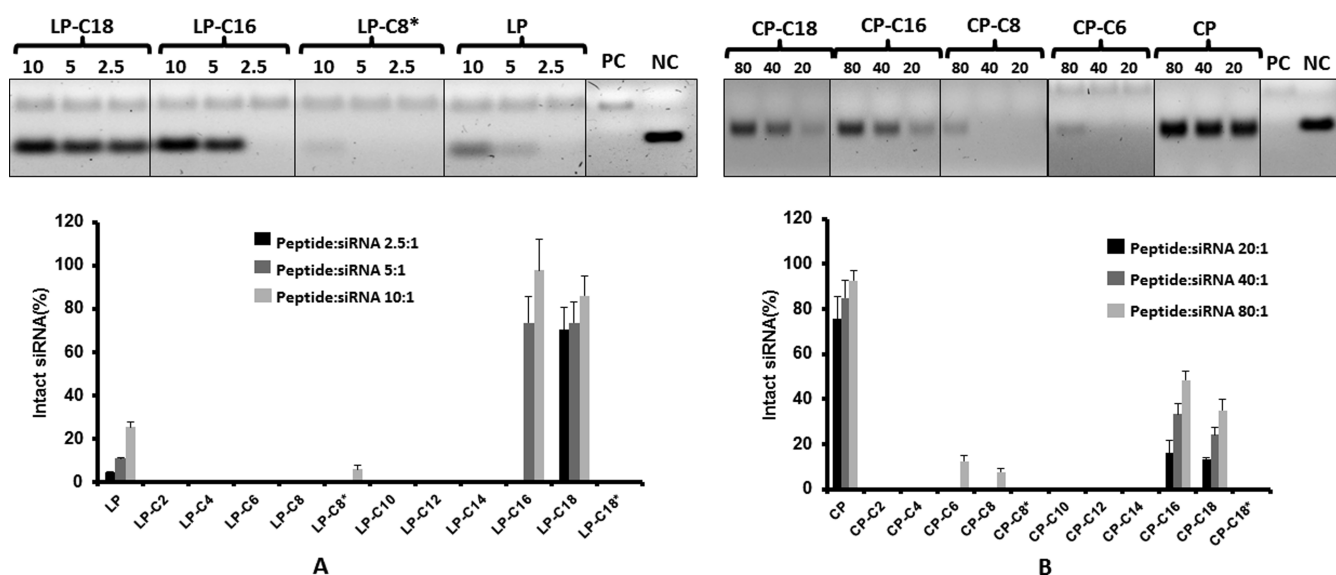 LP-C18 LP-C16 LP-C8* LP
10 5 2.5 10 5 2.5 10 5 2.5 10 5 2.5 PC NC
120
100
80
60
40
20
0
Intact siRNA(%)
Peptide:siRNA 2.5:1
Peptide:siRNA 5:1
Peptide:siRNA 10:1
LP LP-C2 LP-C4 LP-C6 LP-C8 LP-C8* LP-C10 LP-C12 LP-C14 LP-C16 LP-C18 LP-C18*
A
CP-C18 CP-C16 CP-C8 CP-C6 CP
80 40 20 80 40 20 80 40 20 80 40 20 80 40 20 PC NC
120
100
80
60
40
20
0
Intact siRNA(%)
Peptide:siRNA 20:1
Peptide:siRNA 40:1
Peptide:siRNA 80:1
CP CP-C2 CP-C4 CP-C6 CP-C8 CP-C8* CP-C10 CP-C12 CP-C14 CP-C16 CP-C18 CP-C18*
B